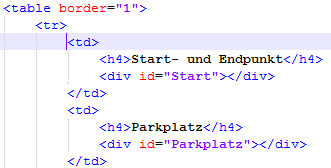 <table border="1">
<tr>
<td>
<h4>Start- und Endpunkt</h4>
<div id="Start"></div>
</td>
<td>
<h4>Parkplatz</h4>
<div id="Parkplatz"></div>
</td>